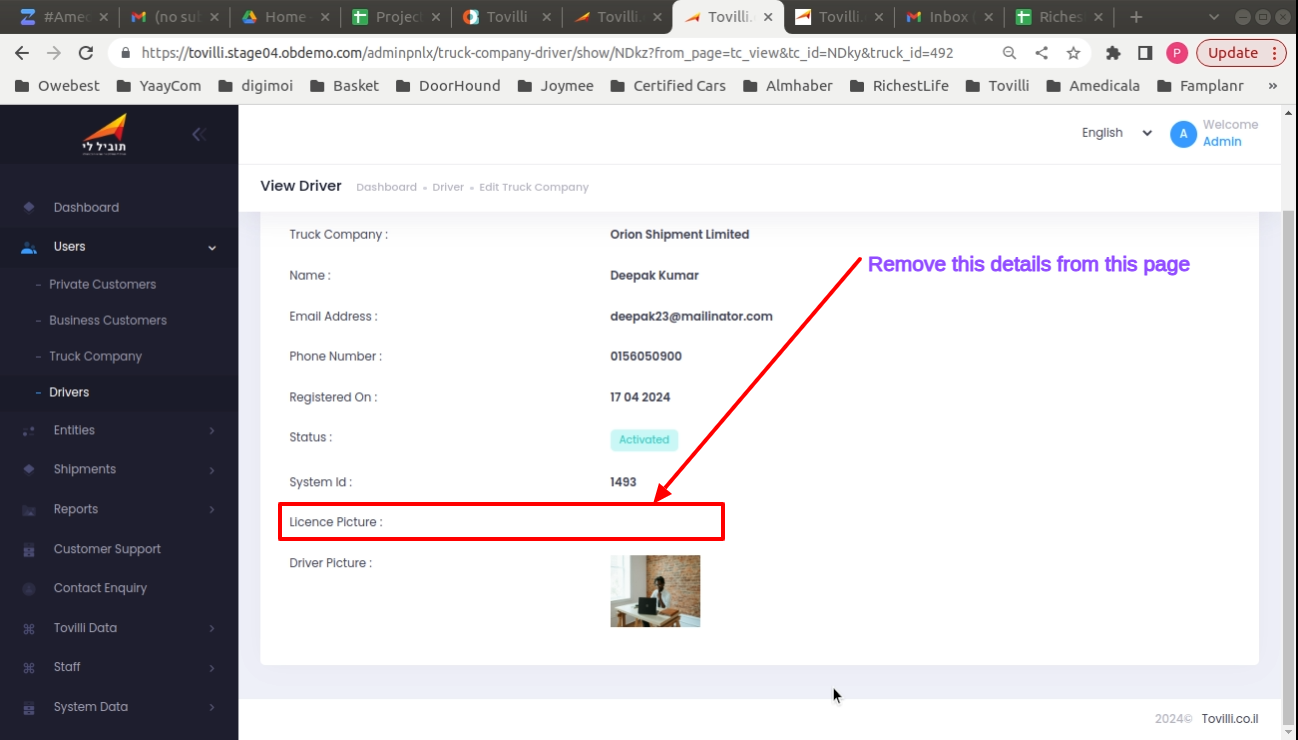 #Amec
(no sub
Home
Project
Tovilli
Tovilli.
Tovilli.
Tovilli.
Inbox (
Riches
https://tovilli.stage04.obdemo.com/adminpnlx/truck-company-driver/show/NDkz?from_page=tc_view&tc_id=NDky&truck_id=492
P
Update
Owebest
YaayCom
digimoi
Basket
DoorHound
Joymee
Certified Cars
Almhaber
RichestLife
Tovilli
Amedicala
Famplanr
»
תוביל לי
English
A
Welcome
Admin
View Driver
Dashboard • Driver • Edit Truck Company
Dashboard
Users
- Private Customers
- Business Customers
- Truck Company
- Drivers
Entities
Shipments
Reports
Customer Support
Contact Enquiry
Tovilli Data
Staff
System Data
Truck Company : Orion Shipment Limited
Name : Deepak Kumar
Email Address : deepak23@mailinator.com
Phone Number : 0156050900
Registered On : 17 04 2024
Status : Activated
System Id : 1493
Licence Picture :
Driver Picture :
Remove this details from this page
2024© Tovilli.co.il